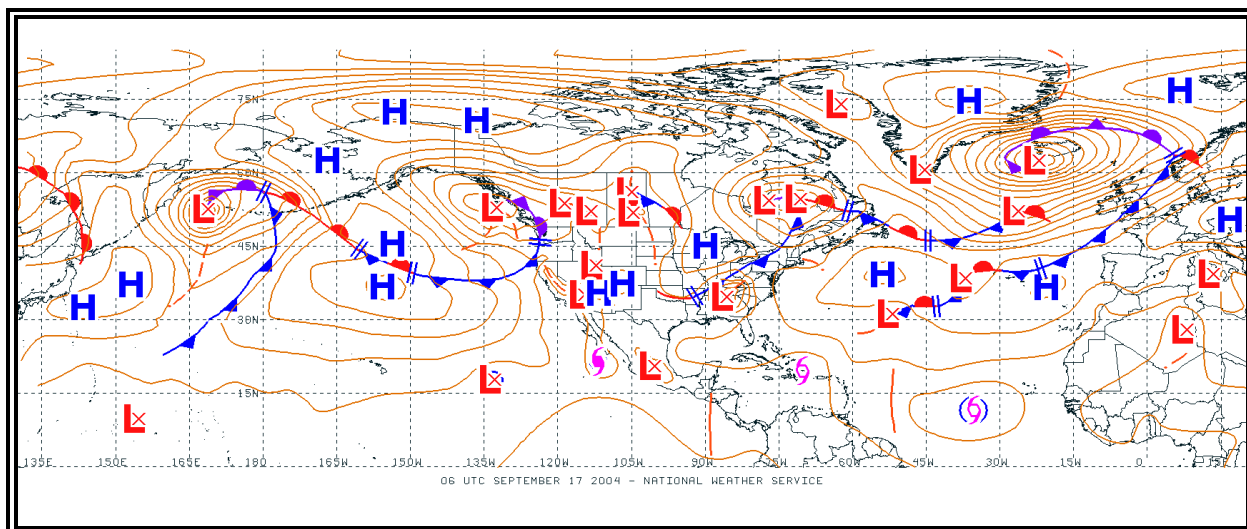 H
75N L H
H H
H 60N L L
L
L L L L
L L L L L
H
H 45N H
L L
H L
H H H H
H L L
H L
30N L
L
L
15N
L
135E 150E 165E 180 165W 150W 135W 120W 105W 90W 75W 60W 45W 30W 15W 0 15E
06 UTC SEPTEMBER 17 2004 – NATIONAL WEATHER SERVICE